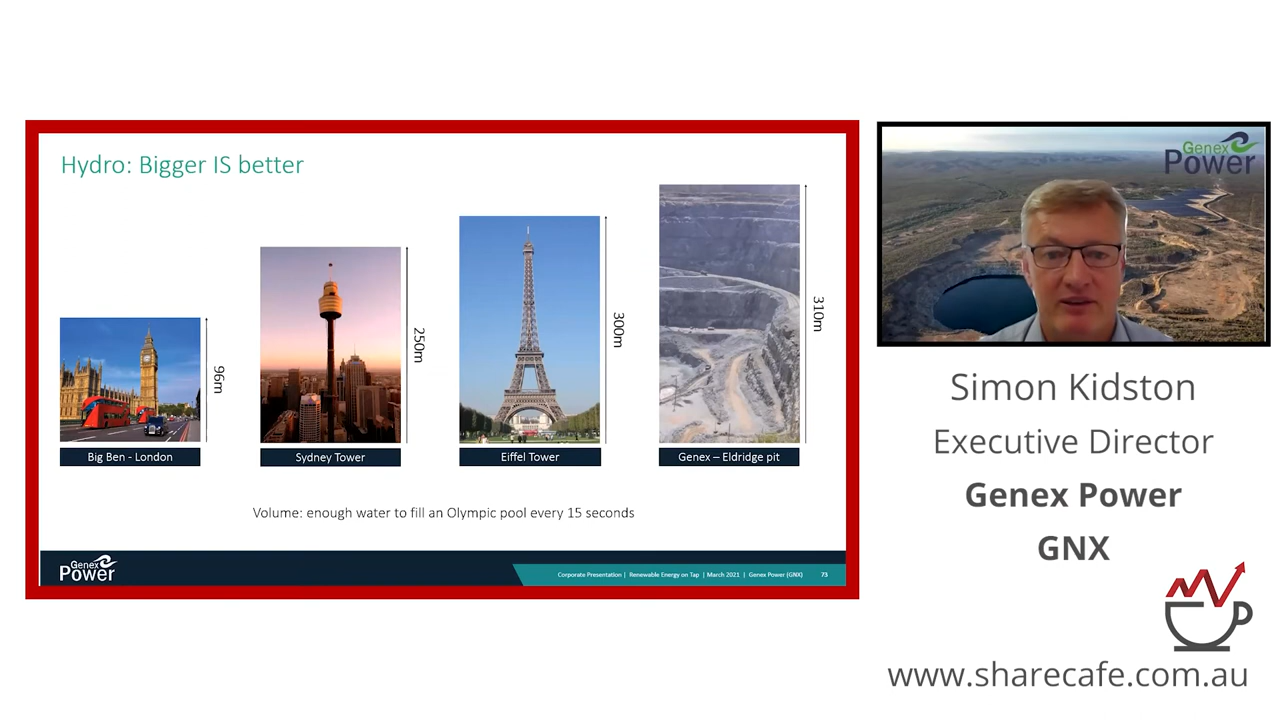 Hydro: Bigger IS better
96m
250m
300m
310m
Big Ben - London
Sydney Tower
Eiffel Tower
Genex – Eldridge pit
Volume: enough water to fill an Olympic pool every 15 seconds
Genex
Power
Corporate Presentation | Renewable Energy on Tap | March 2021 | Genex Power (GNX) 73
Genex
Power
Simon Kidston
Executive Director
Genex Power
GNX
www.sharecafe.com.au